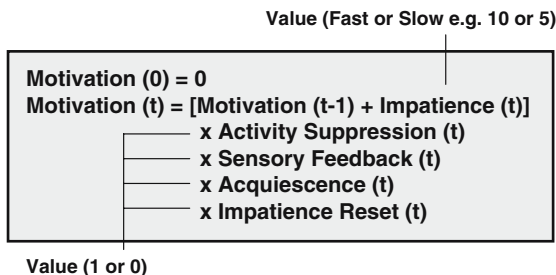 Value (Fast or Slow e.g. 10 or 5)
Motivation (0) = 0
Motivation (t) = [Motivation (t-1) + Impatience (t)]
x Activity Suppression (t)
x Sensory Feedback (t)
x Acquiescence (t)
x Impatience Reset (t)
Value (1 or 0)